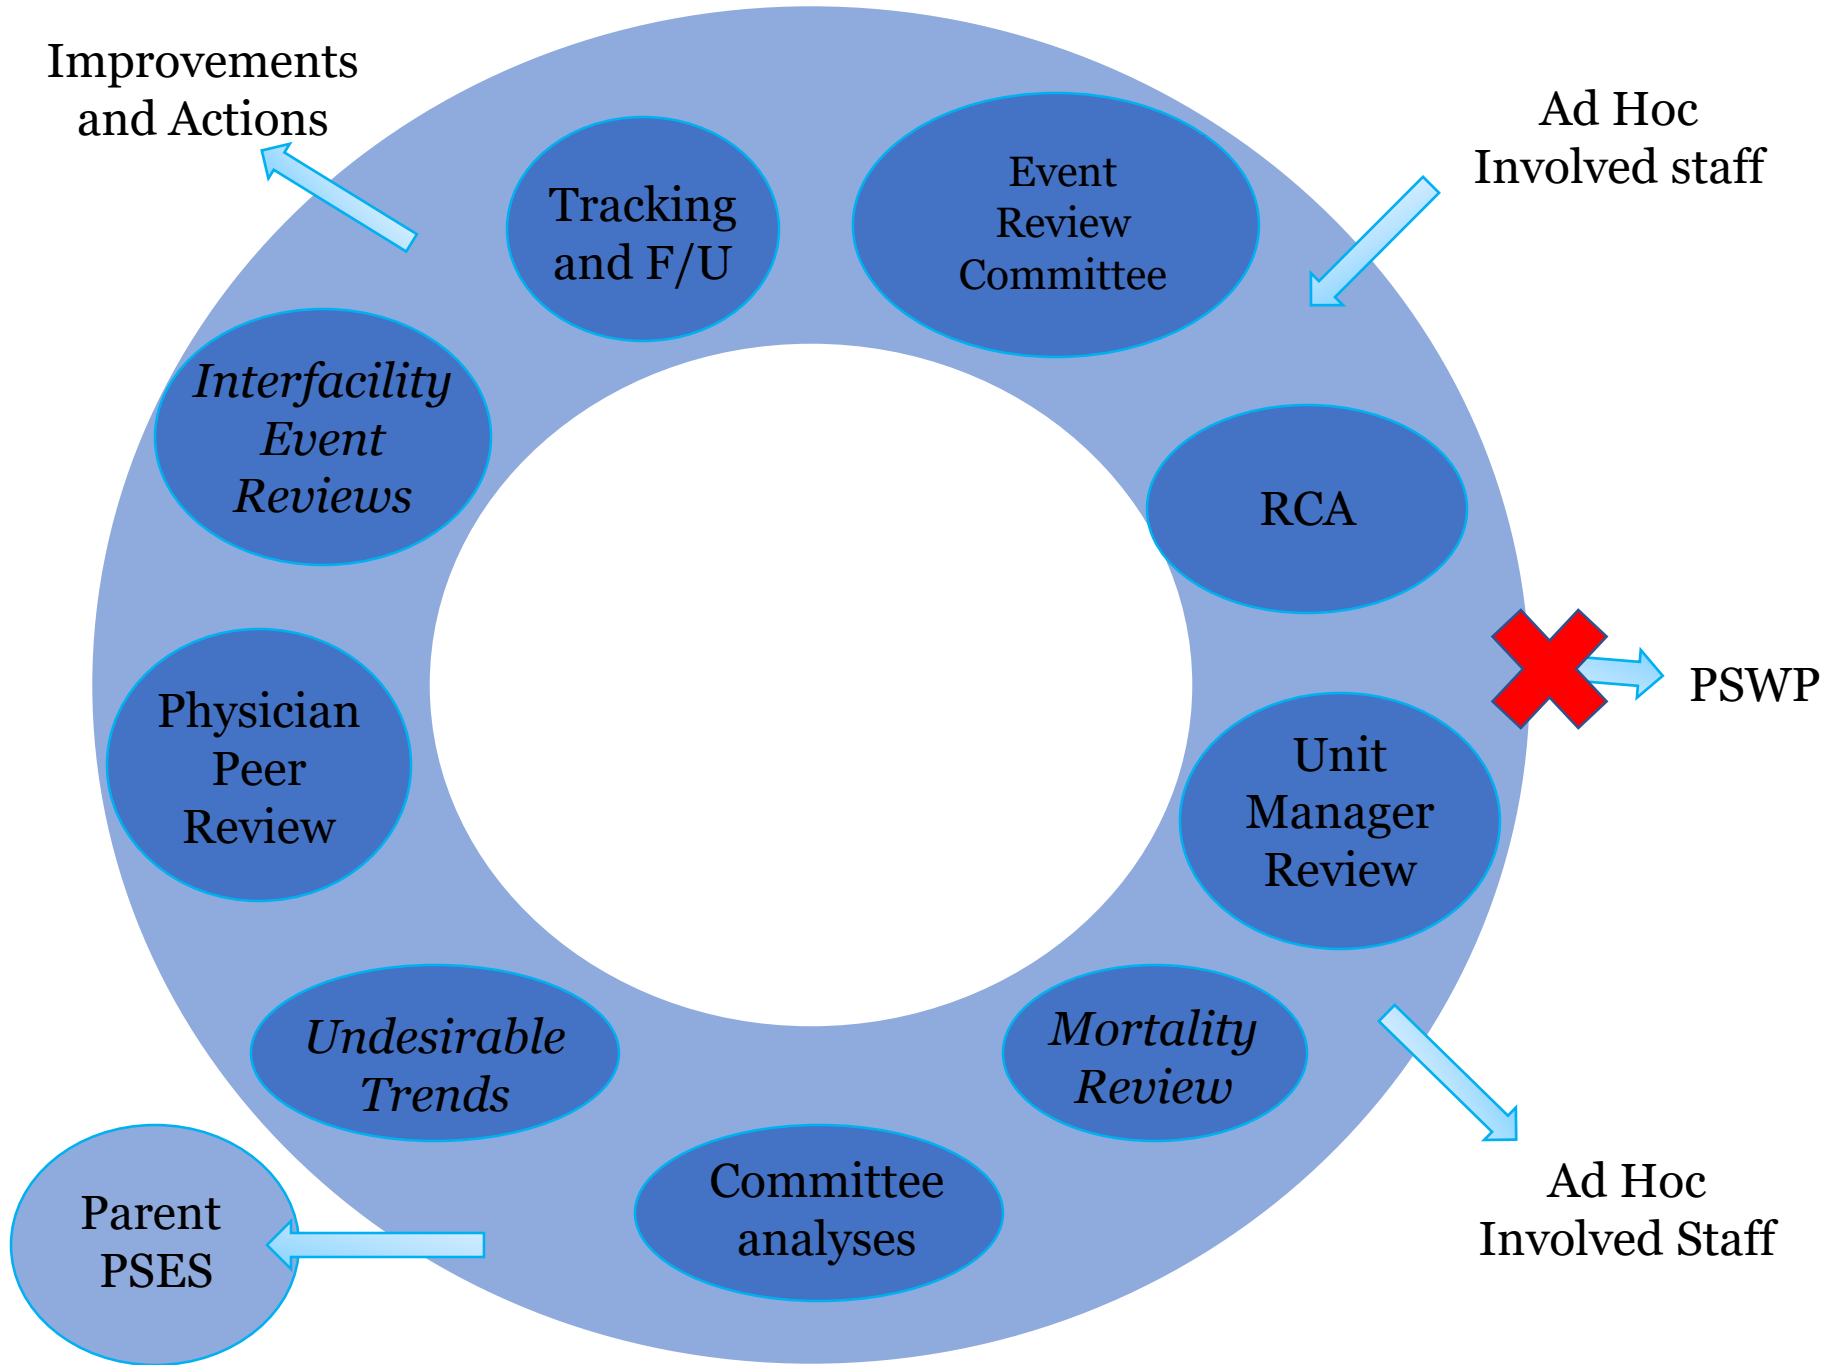 Improvements
and Actions
Tracking
and F/U
Event
Review
Committee
Ad Hoc
Involved staff
Interfacility
Event
Reviews
RCA
PSWP
Physician
Peer
Review
Unit
Manager
Review
Undesirable
Trends
Mortality
Review
Committee
analyses
Parent
PSES
Ad Hoc
Involved Staff